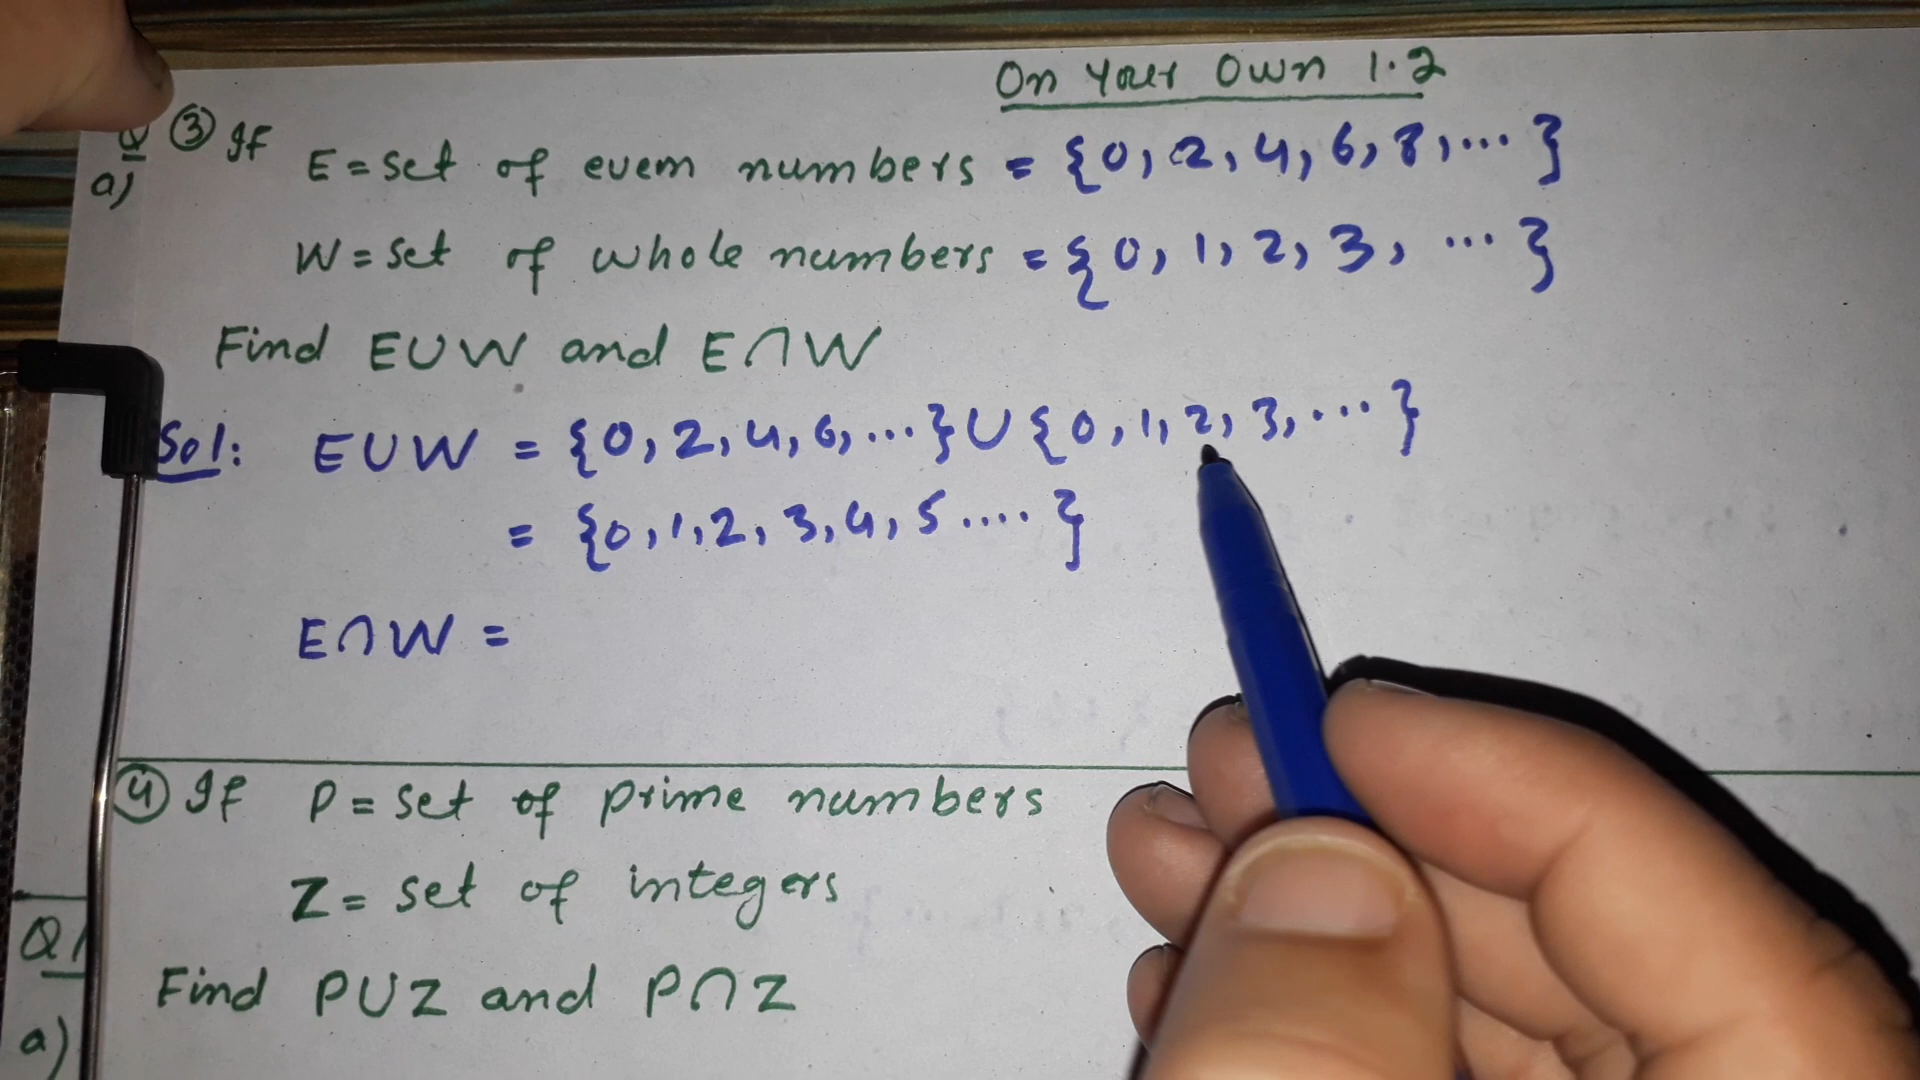 On Your Own 1.2
Q ③ If
a) E = set of even numbers = {0, 2, 4, 6, 8, ... }
W = set of whole numbers = {0, 1, 2, 3, ... }
Find E∪W and E∩W
Sol: E∪W = {0, 2, 4, 6, ...} ∪ {0, 1, 2, 3, ... }
= {0, 1, 2, 3, 4, 5 .... }
E∩W =
④ If P = set of prime numbers
Z = set of integers
Find P∪Z and P∩Z
Q1
a)